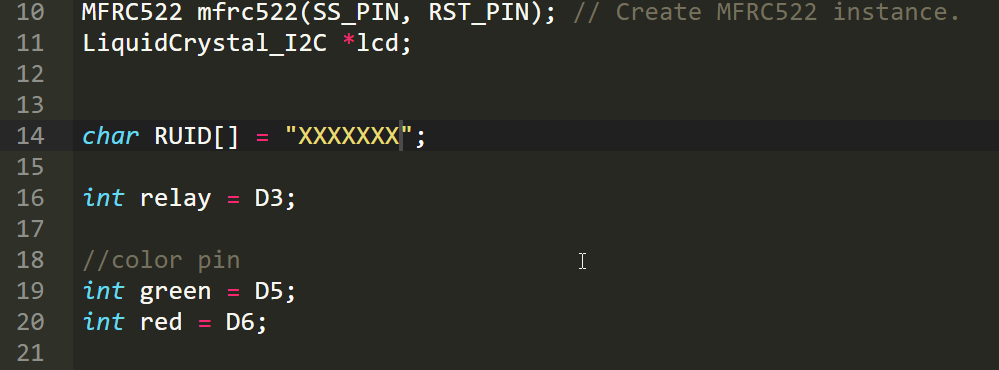 10 MFRC522 mfrc522(SS_PIN, RST_PIN); // Create MFRC522 instance.
11 LiquidCrystal_I2C *lcd;
12
13
14 char RUID[] = "XXXXXXX";
15
16 int relay = D3;
17
18 //color pin
19 int green = D5;
20 int red = D6;
21